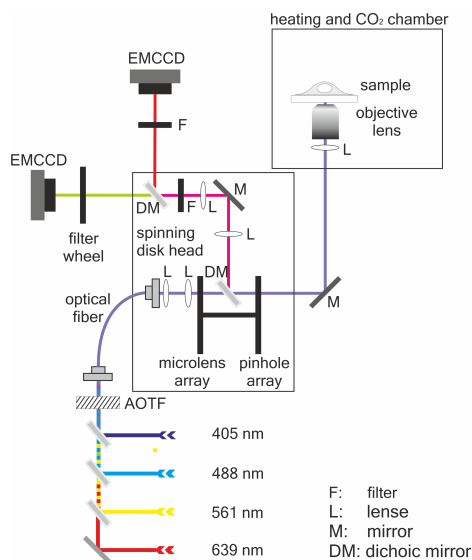 heating and CO₂ chamber
EMCCD
sample
objective
lens
F
L
EMCCD
M
DM
F
L
filter
wheel
spinning
disk head
L
L
L
DM
optical
fiber
M
microlens
array
pinhole
array
AOTF
405 nm
488 nm
561 nm
639 nm
F: filter
L: lense
M: mirror
DM: dichoic mirror